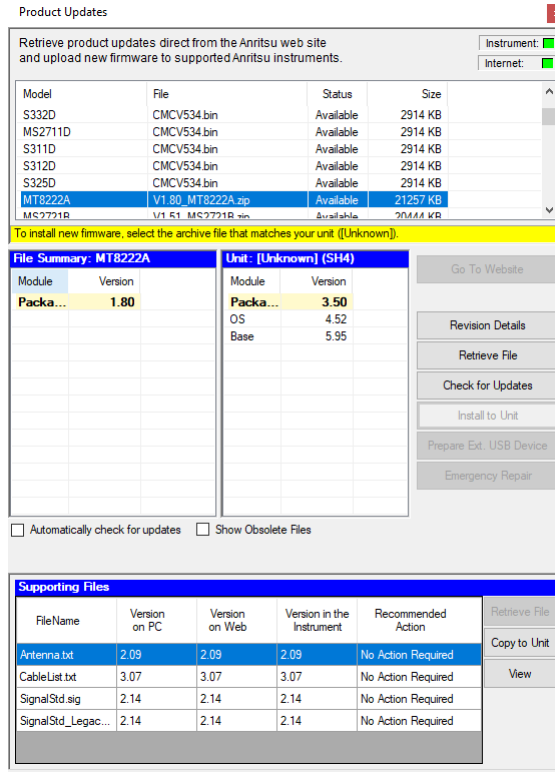 Product Updates
Retrieve product updates direct from the Anritsu web site
and upload new firmware to supported Anritsu instruments.
Instrument:
Internet:
Model File Status Size
S332D CMCV534.bin Available 2914 KB
MS2711D CMCV534.bin Available 2914 KB
S311D CMCV534.bin Available 2914 KB
S312D CMCV534.bin Available 2914 KB
S325D CMCV534.bin Available 2914 KB
MT8222A V1.80_MT8222A.zip Available 21257 KB
MS2721B V1.51_MS2721B.zip Available 20444 KB
To install new firmware, select the archive file that matches your unit ([Unknown]).
File Summary: MT8222A
Module Version
Packa... 1.80
Unit: [Unknown] (SH4)
Module Version
Packa... 3.50
OS 4.52
Base 5.95
Go To Website
Revision Details
Retrieve File
Check for Updates
Install to Unit
Prepare Ext. USB Device
Emergency Repair
Automatically check for updates
Show Obsolete Files
Supporting Files
FileName Version on PC Version on Web Version in the Instrument Recommended Action
Antenna.txt 2.09 2.09 2.09 No Action Required
CableList.txt 3.07 3.07 3.07 No Action Required
SignalStd.sig 2.14 2.14 2.14 No Action Required
SignalStd_Legac... 2.14 2.14 2.14 No Action Required
Retrieve File
Copy to Unit
View